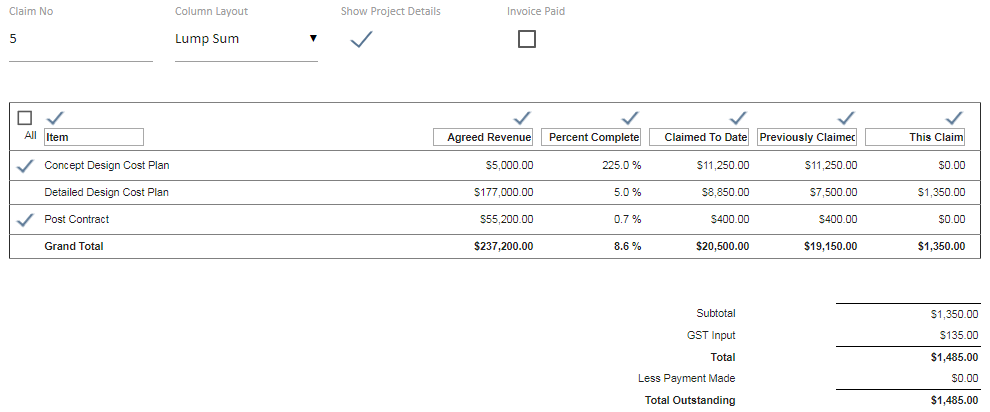 Claim No Column Layout Show Project Details Invoice Paid
5 Lump Sum
All Item Agreed Revenue Percent Complete Claimed To Date Previously Claimed This Claim
Concept Design Cost Plan $5,000.00 225.0 % $11,250.00 $11,250.00 $0.00
Detailed Design Cost Plan $177,000.00 5.0 % $8,850.00 $7,500.00 $1,350.00
Post Contract $55,200.00 0.7 % $400.00 $400.00 $0.00
Grand Total $237,200.00 8.6 % $20,500.00 $19,150.00 $1,350.00
Subtotal $1,350.00
GST Input $135.00
Total $1,485.00
Less Payment Made $0.00
Total Outstanding $1,485.00